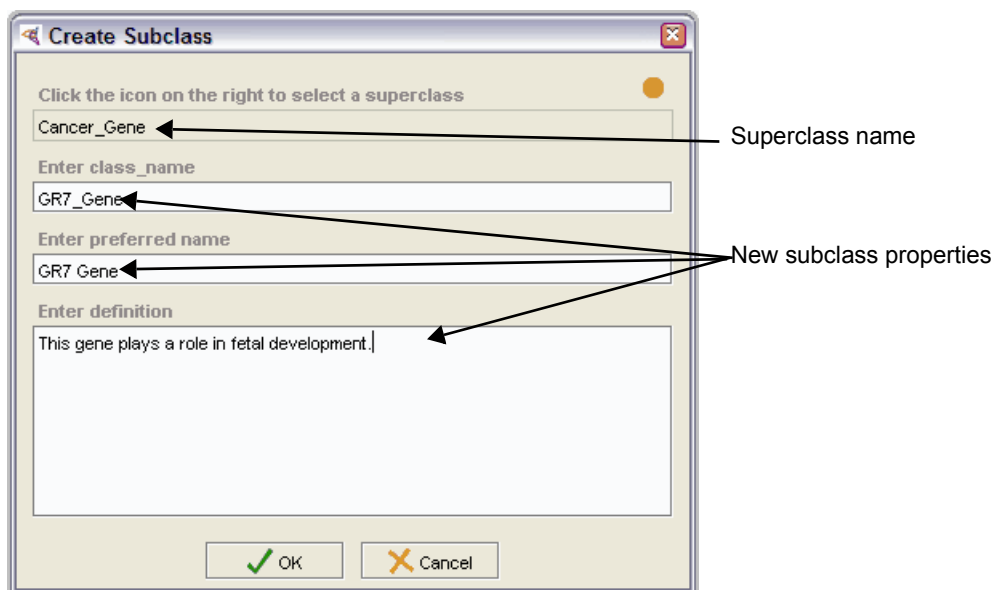 Create Subclass
Click the icon on the right to select a superclass
Cancer_Gene
Superclass name
Enter class_name
GR7_Gene
Enter preferred name
New subclass properties
GR7 Gene
Enter definition
This gene plays a role in fetal development.
OK
Cancel